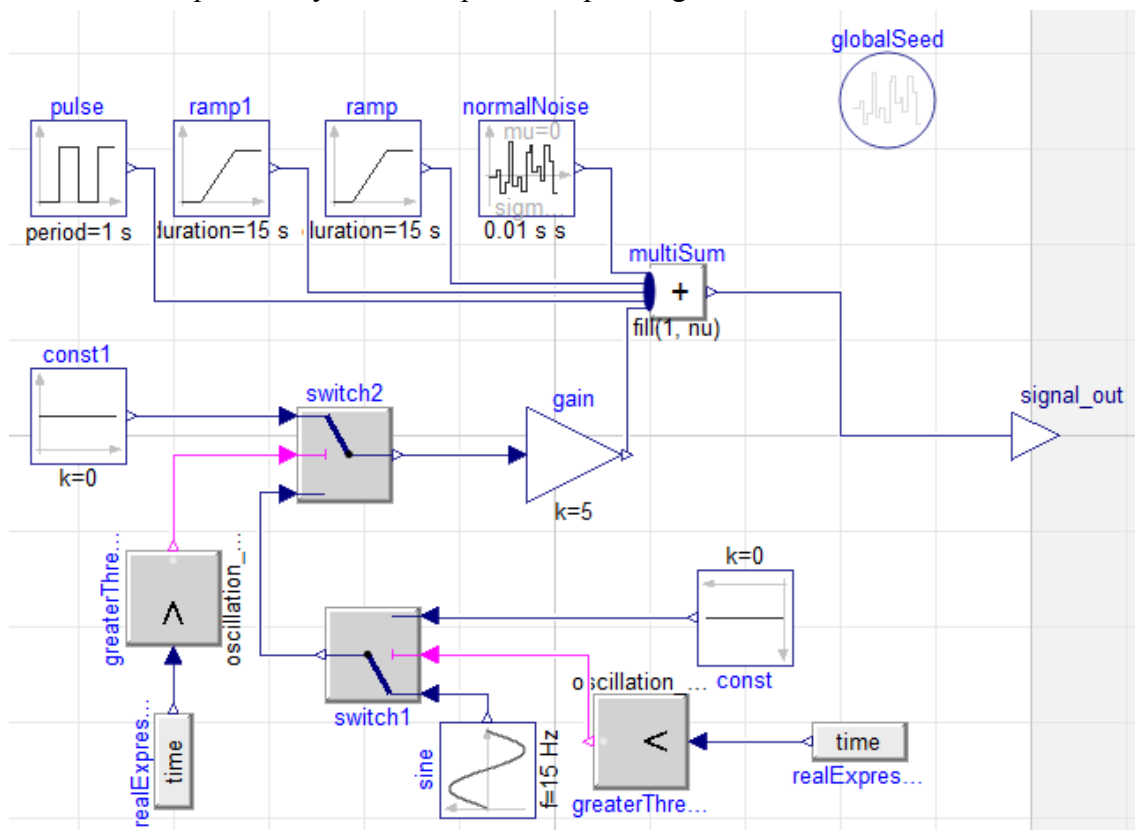 globalSeed
pulse
ramp1
ramp
normalNoise
mu=0
sigm...
period=1 s
duration=15 s
duration=15 s
0.01 s s
multiSum
+
fill(1, nu)
const1
switch2
gain
signal_out
k=0
k=5
greaterThre...
>
oscillation_...
k=0
const
switch1
oscillation_...
<
time
realExpres...
greaterThre...
sine
f=15 Hz
time
realExpres...